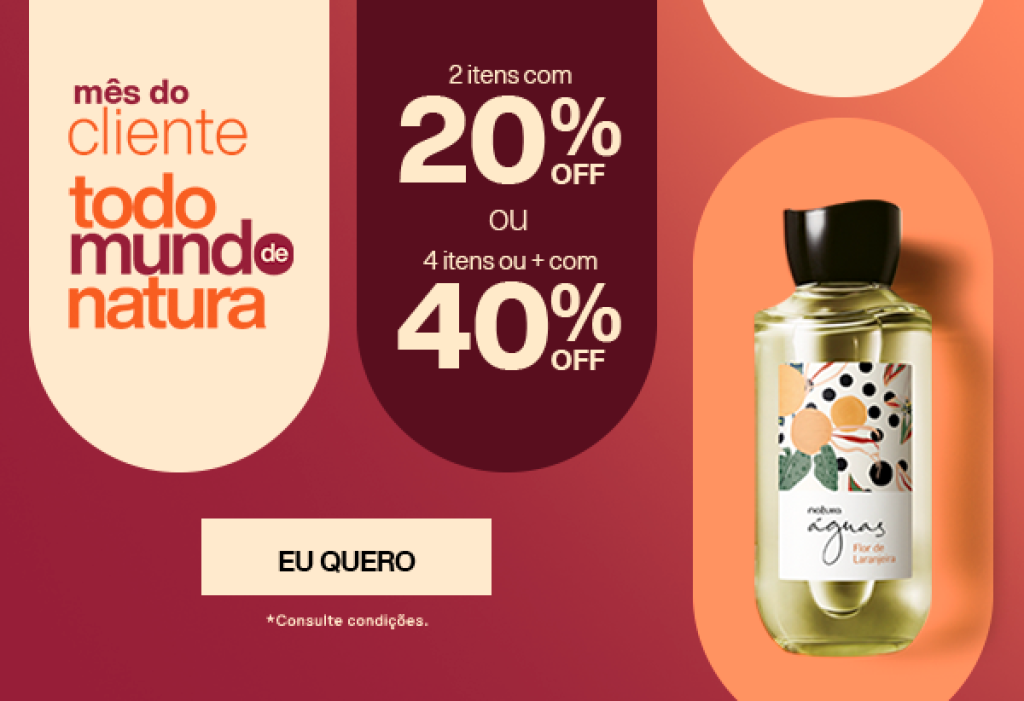 mês do
cliente
todo
mundo de
natura
2 itens com
20%
OFF
ou
4 itens ou + com
40%
OFF
EU QUERO
*Consulte condições.
natura
águas
Flor de
Laranjeira